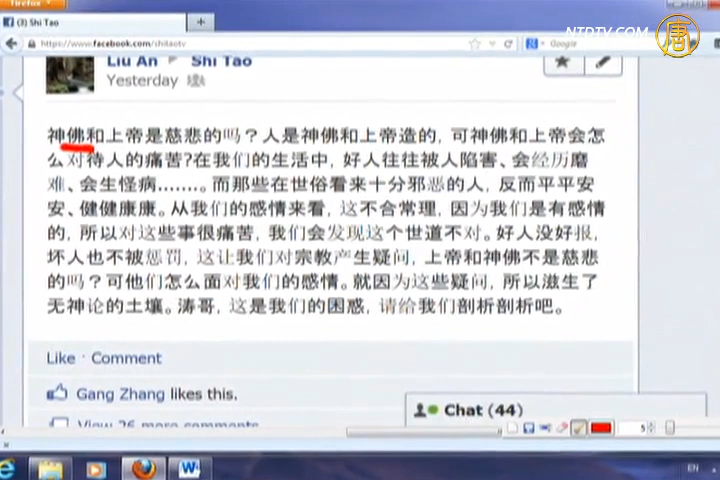 Firefox
(3) Shi Tao
NTDTV.COM
唐
https://www.facebook.com/shitaotv
Google
Liu An ▸ Shi Tao
Yesterday
神佛和上帝是慈悲的吗？人是神佛和上帝造的，可神佛和上帝会怎
么对待人的痛苦?在我们的生活中，好人往往被人陷害、会经历磨
难、会生怪病.......。而那些在世俗看来十分邪恶的人，反而平平安
安、健健康康。从我们的感情来看，这不合常理，因为我们是有感情
的，所以对这些事很痛苦，我们会发现这个世道不对。好人没好报，
坏人也不被惩罚，这让我们对宗教产生疑问，上帝和神佛不是慈悲
的吗？可他们怎么面对我们的感情。就因为这些疑问，所以滋生了
无神论的土壤。涛哥，这是我们的困惑，请给我们剖析剖析吧。
Like · Comment
Gang Zhang likes this.
View 26 more comments
Chat (44)
5
EN